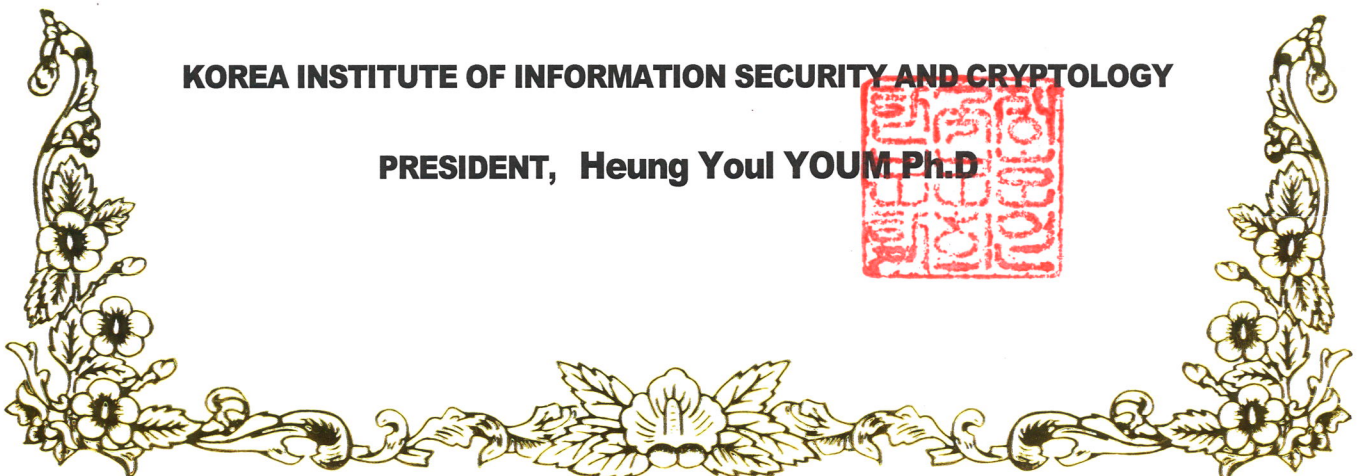 KOREA INSTITUTE OF INFORMATION SECURITY AND CRYPTOLOGY
PRESIDENT, Heung Youl YOUM Ph.D